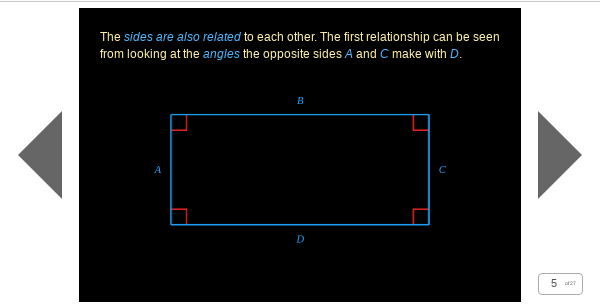 The sides are also related to each other. The first relationship can be seen
from looking at the angles the opposite sides A and C make with D.
B
A
C
D
5 of 27